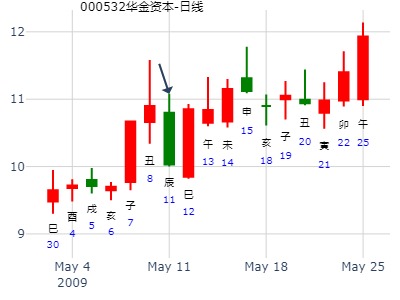 000532华金资本-日线
12
11
10
9
巳
30
酉
4
戌
5
亥
6
子
7
丑
8
辰
11
巳
12
午
13
未
14
申
15
亥
18
子
19
丑
20
寅
21
卯
22
午
25
May 4
2009
May 11
May 18
May 25